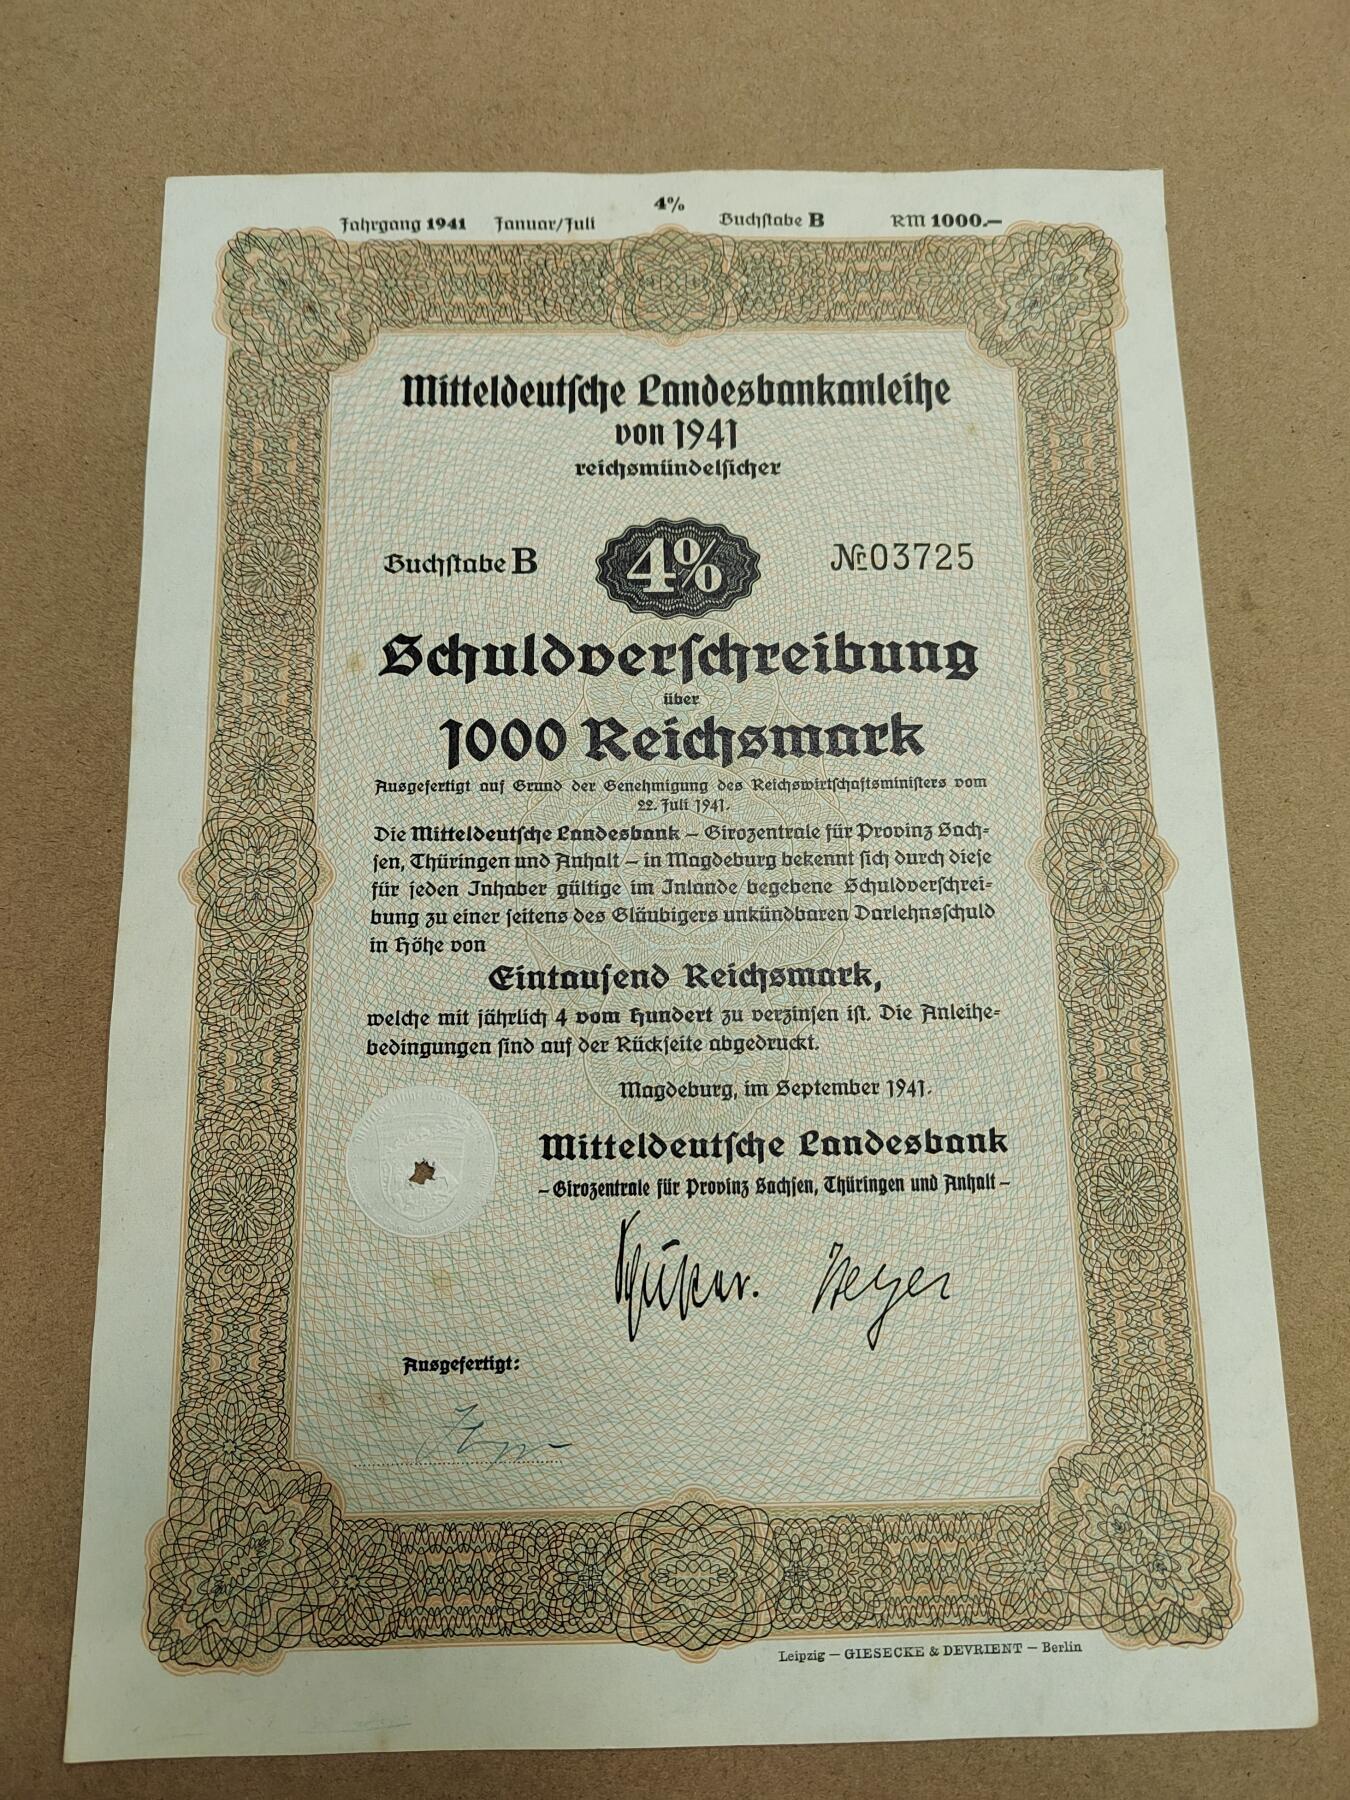 4%
Jahrgang 1941 Januar/Juli Buchstabe B RM 1000.—
Mitteldeutsche Landesbankanleihe
von 1941
reichsmündelsicher
Buchstabe B 4% № 03725
Schuldverschreibung
über
1000 Reichsmark
Ausgefertigt auf Grund der Genehmigung des Reichswirtschaftsministers vom
22. Juli 1941.
Die Mitteldeutsche Landesbank – Girozentrale für Provinz Sach-
sen, Thüringen und Anhalt – in Magdeburg bekennt sich durch diese
für jeden Inhaber gültige im Inlande begebene Schuldverschrei-
bung zu einer seitens des Gläubigers unkündbaren Darlehnsschuld
in Höhe von
Eintausend Reichsmark,
welche mit jährlich 4 vom Hundert zu verzinsen ist. Die Anleihe-
bedingungen sind auf der Rückseite abgedruckt.
Magdeburg, im September 1941.
Mitteldeutsche Landesbank
– Girozentrale für Provinz Sachsen, Thüringen und Anhalt –
Ausgefertigt:
Leipzig — GIESECKE & DEVRIENT — Berlin